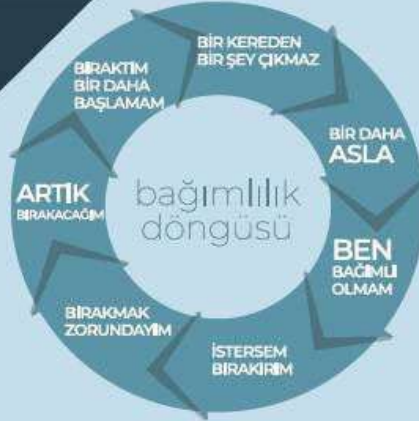 BİR KEREDEN
BİR ŞEY ÇIKMAZ
BİR DAHA
ASLA
BEN
BAĞIMLI
OLMAM
İSTERSEM
BIRAKIRIM
BIRAKMAK
ZORUNDAYIM
ARTIK
BIRAKACAĞIM
BIRAKTIM
BİR DAHA
BAŞLAMAM
bağımlılık
döngüsü